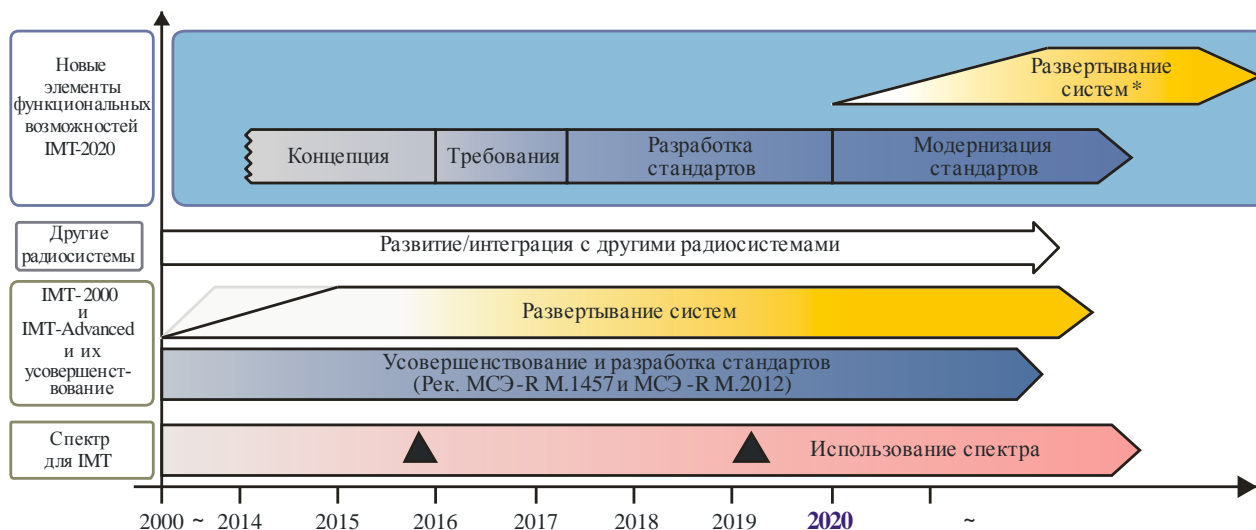 Новые
элементы
функциональных
возможностей
IMT-2020
Развертывание
систем *
Концепция
Требования
Разработка
стандартов
Модернизация
стандартов
Другие
радиосистемы
Развитие/интеграция с другими радиосистемами
IMT-2000
и
IMT-Advanced
и их
усовершенст-
вование
Развертывание систем
Усовершенствование и разработка стандартов
(Рек. МСЭ-R M.1457 и МСЭ -R M.2012)
Спектр
для IMT
Использование спектра
2000 ~ 2014 2015 2016 2017 2018 2019 2020 ~